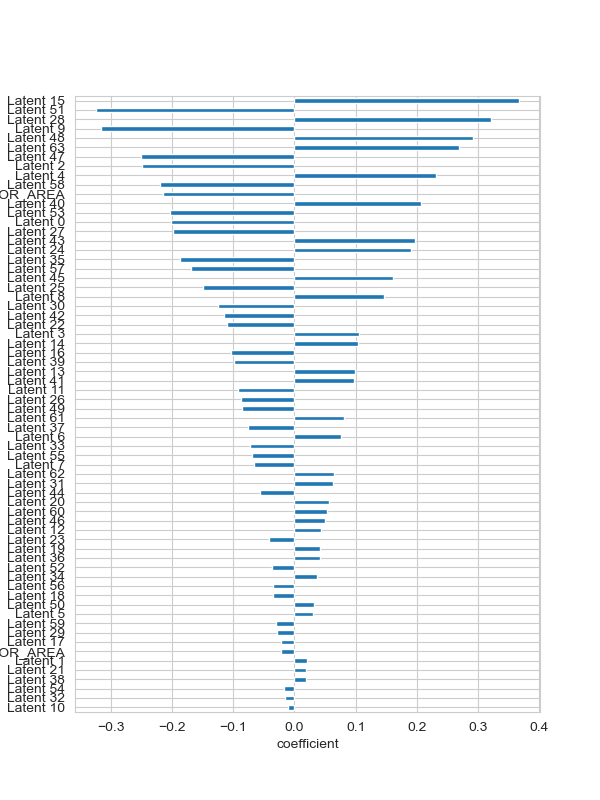 Latent 15
Latent 51
Latent 28
Latent 9
Latent 48
Latent 63
Latent 47
Latent 2
Latent 4
Latent 58
OR_AREA
Latent 40
Latent 53
Latent 0
Latent 27
Latent 43
Latent 24
Latent 35
Latent 57
Latent 45
Latent 25
Latent 8
Latent 30
Latent 42
Latent 22
Latent 3
Latent 14
Latent 16
Latent 39
Latent 13
Latent 41
Latent 11
Latent 26
Latent 49
Latent 61
Latent 37
Latent 6
Latent 33
Latent 55
Latent 7
Latent 62
Latent 31
Latent 44
Latent 20
Latent 60
Latent 46
Latent 12
Latent 23
Latent 19
Latent 36
Latent 52
Latent 34
Latent 56
Latent 18
Latent 50
Latent 5
Latent 59
Latent 29
Latent 17
OR_AREA
Latent 1
Latent 21
Latent 38
Latent 54
Latent 32
Latent 10
−0.3 −0.2 −0.1 0.0 0.1 0.2 0.3 0.4
coefficient